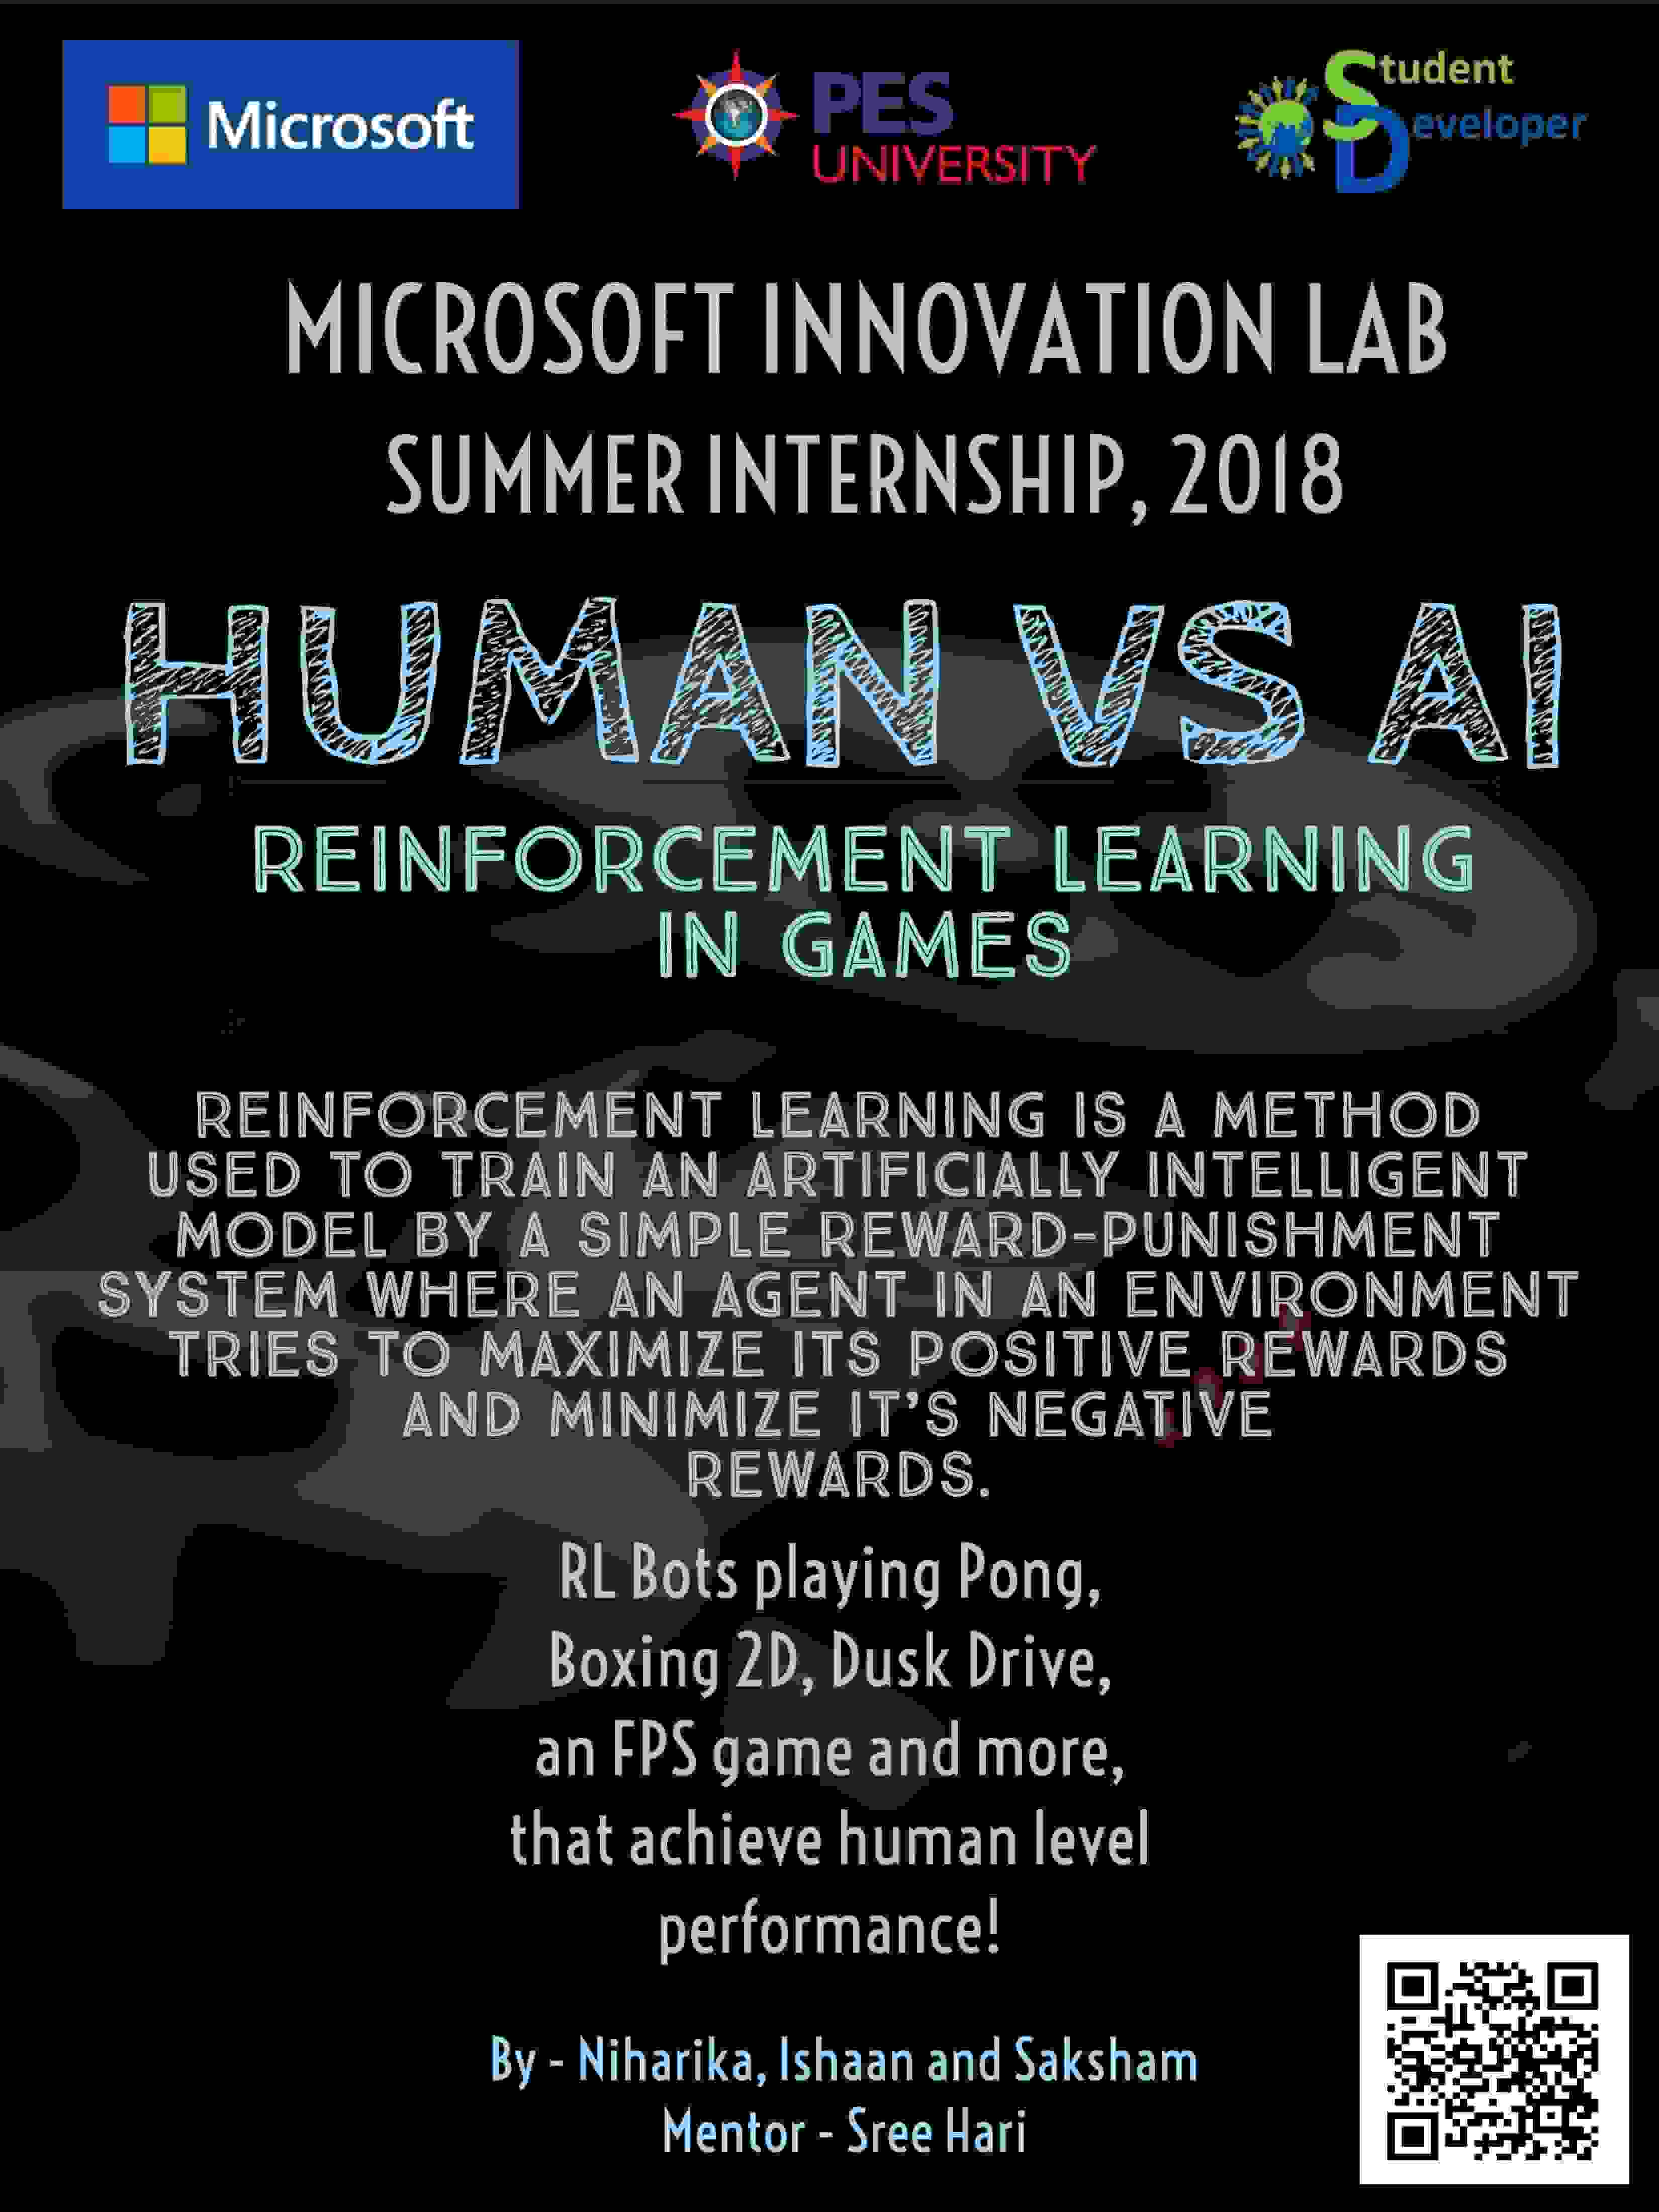 Microsoft
PES
UNIVERSITY
Student
Developer
MICROSOFT INNOVATION LAB
SUMMER INTERNSHIP, 2018
HUMAN VS AI
REINFORCEMENT LEARNING
IN GAMES
REINFORCEMENT LEARNING IS A METHOD
USED TO TRAIN AN ARTIFICIALLY INTELLIGENT
MODEL BY A SIMPLE REWARD-PUNISHMENT
SYSTEM WHERE AN AGENT IN AN ENVIRONMENT
TRIES TO MAXIMIZE ITS POSITIVE REWARDS
AND MINIMIZE IT'S NEGATIVE
REWARDS.
RL Bots playing Pong,
Boxing 2D, Dusk Drive,
an FPS game and more,
that achieve human level
performance!
By - Niharika, Ishaan and Saksham
Mentor - Sree Hari